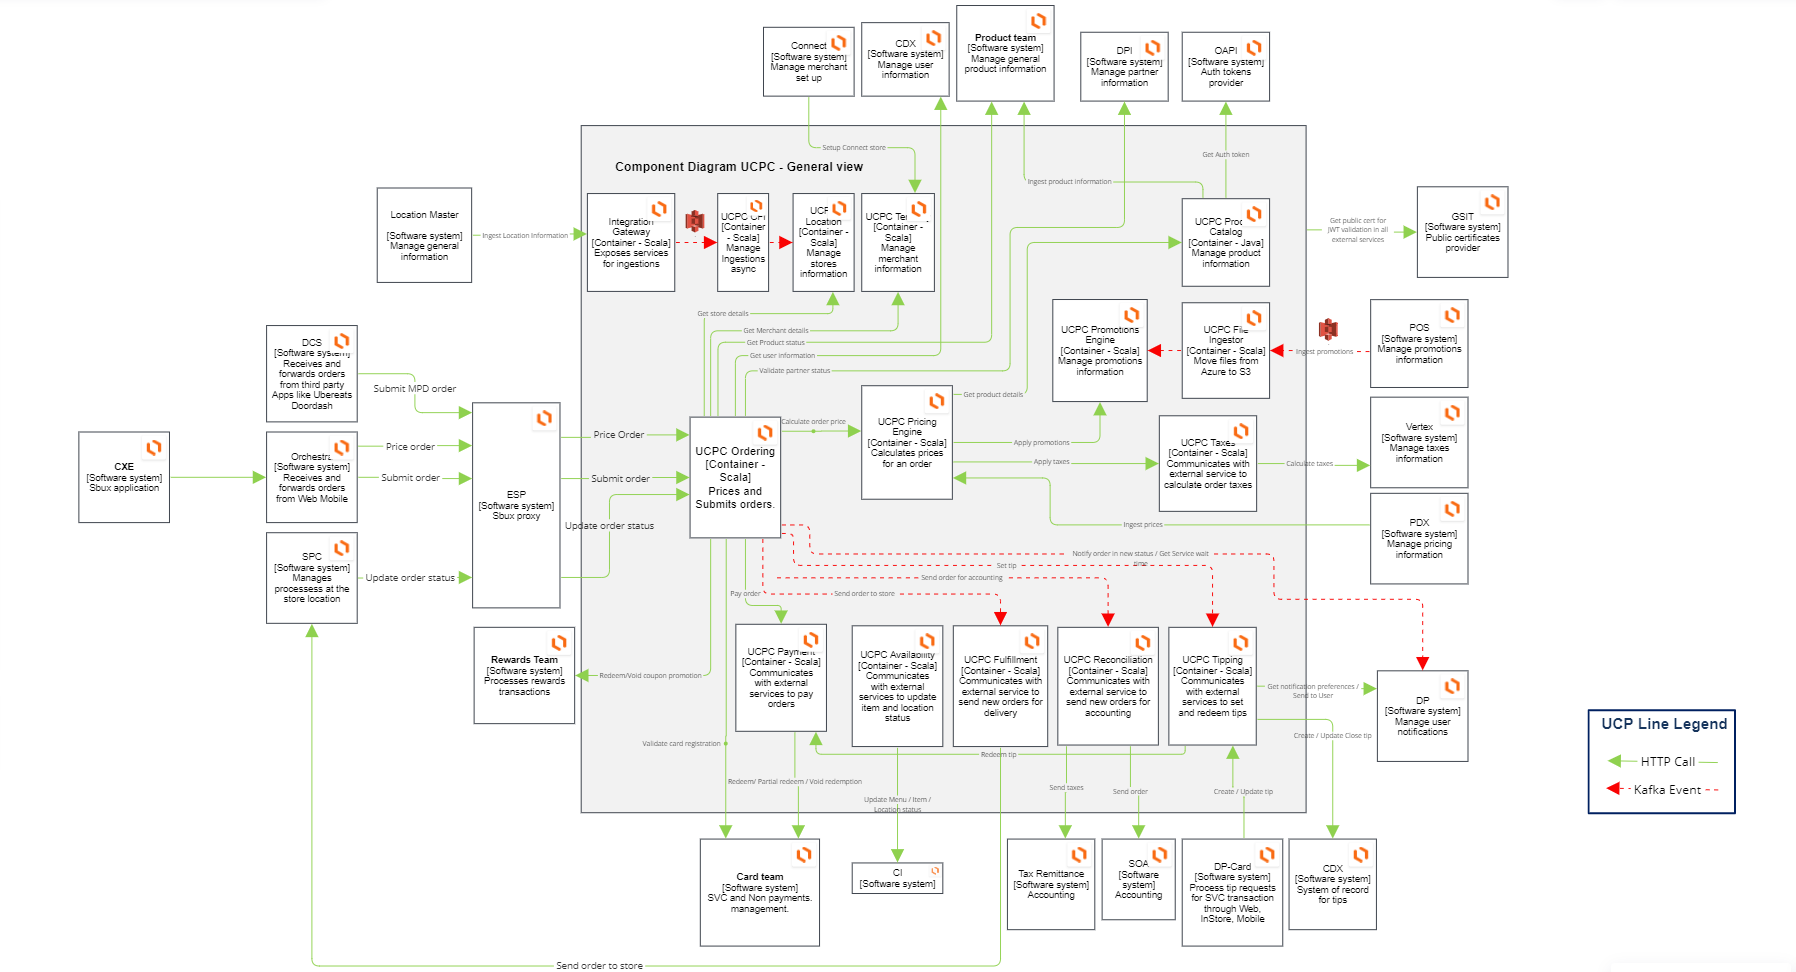 Connect
[Software system]
Manage merchant
set up
CDX
[Software system]
Manage user
information
Product team
[Software system]
Manage general
product information
DPI
[Software system]
Manage partner
information
OAPI
[Software system]
Auth tokens
provider
Setup Connect store
Get Auth token
Component Diagram UCPC - General view
Ingest product information
Location Master
[Software system]
Manage general
information
Ingest Location Information
Integration
Gateway
[Container - Scala]
Exposes services
for ingestions
UCPC
[Container
- Scala]
Manage
Ingestions
async
Location
[Container -
Scala]
Manage
stores
information
UCPC
[Container -
Scala]
Manage
merchant
information
UCPC
Catalog
[Container - Java]
Manage product
information
Get public cert for
JWT validation in all
external services
GSIT
[Software system]
Public certificates
provider
Get store details
Get Merchant details
Get Product status
Get user information
Validate partner status
UCPC Promotions
Engine
[Container - Scala]
Manage promotions
information
UCPC File
Ingestor
[Container - Scala]
Move files from
Azure to S3
Ingest promotions
POS
[Software system]
Manage promotions
information
DCS
[Software system]
Receives and
forwards orders
from third party
Apps like Ubereats
Doordash
Submit MPD order
Get product details
UCPC Pricing
Engine
[Container - Scala]
Calculates prices
for an order
Calculate order price
Apply promotions
Apply taxes
UCPC Taxes
[Container - Scala]
Communicates with
external service to
calculate order taxes
Calculate taxes
Vertex
[Software system]
Manage taxes
information
CXE
[Software system]
Sbux application
[Software system]
Receives and
forwards orders
from Web Mobile
Price order
Submit order
ESP
[Software system]
Sbux proxy
Price Order
Submit order
Update order status
UCPC Ordering
[Container -
Scala]
Prices and
Submits orders.
Ingest prices
PDX
[Software system]
Manage pricing
information
SPC
[Software system]
Manages
processess at the
store location
Update order status
Notify order in new status / Get Service wait
time
Set tip
Send order for accounting
Send order to store
Pay order
Rewards Team
[Software system]
Processes rewards
transactions
Redeem/Void coupon promotion
UCPC Payment
[Container - Scala]
Communicates
with external
services to pay
orders
UCPC Availability
[Container - Scala]
Communicates
with external
services to update
item and location
status
UCPC Fulfillment
[Container - Scala]
Communicates with
external service to
send new orders for
delivery
UCPC Reconciliation
[Container - Scala]
Communicates with
external service to
send new orders for
accounting
UCPC Tipping
[Container - Scala]
Communicates
with external
services to set
and redeem tips
Get notification preferences /
Send to User
DP
[Software system]
Manage user
notifications
Create / Update Close tip
Validate card registration
Redeem tip
Redeem/ Partial redeem / Void redemption
Update Menu / Item /
Location status
Send taxes
Send order
Create / Update tip
UCP Line Legend
HTTP Call
Kafka Event
Card team
[Software system]
SVC and Non payments.
management.
CI
[Software system]
Tax Remittance
[Software system]
Accounting
SOA
[Software
system]
Accounting
DP-Card
[Software system]
Process tip requests
for SVC transaction
through Web,
InStore, Mobile
CDX
[Software system]
System of record
for tips
Send order to store